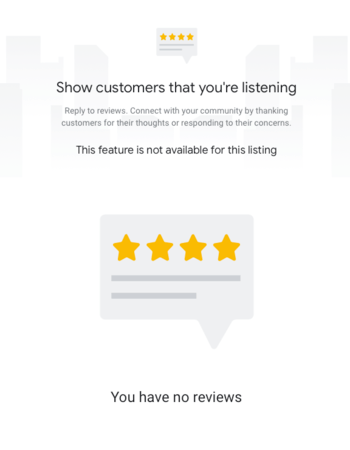 Show customers that you're listening
Reply to reviews. Connect with your community by thanking
customers for their thoughts or responding to their concerns.
This feature is not available for this listing
You have no reviews